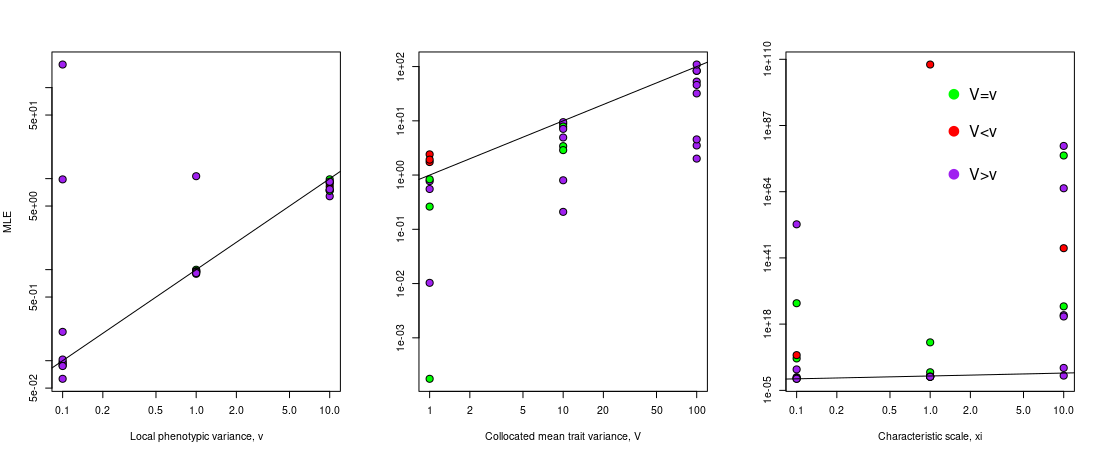 MLE
5e-02
5e-01
5e+00
5e+01
0.1
0.2
0.5
1.0
2.0
5.0
10.0
Local phenotypic variance, v
1e-03
1e-02
1e-01
1e+00
1e+01
1e+02
1
2
5
10
20
50
100
Collocated mean trait variance, V
1e-05
1e+18
1e+41
1e+64
1e+87
1e+110
V=v
V<v
V>v
0.1
0.2
0.5
1.0
2.0
5.0
10.0
Characteristic scale, xi